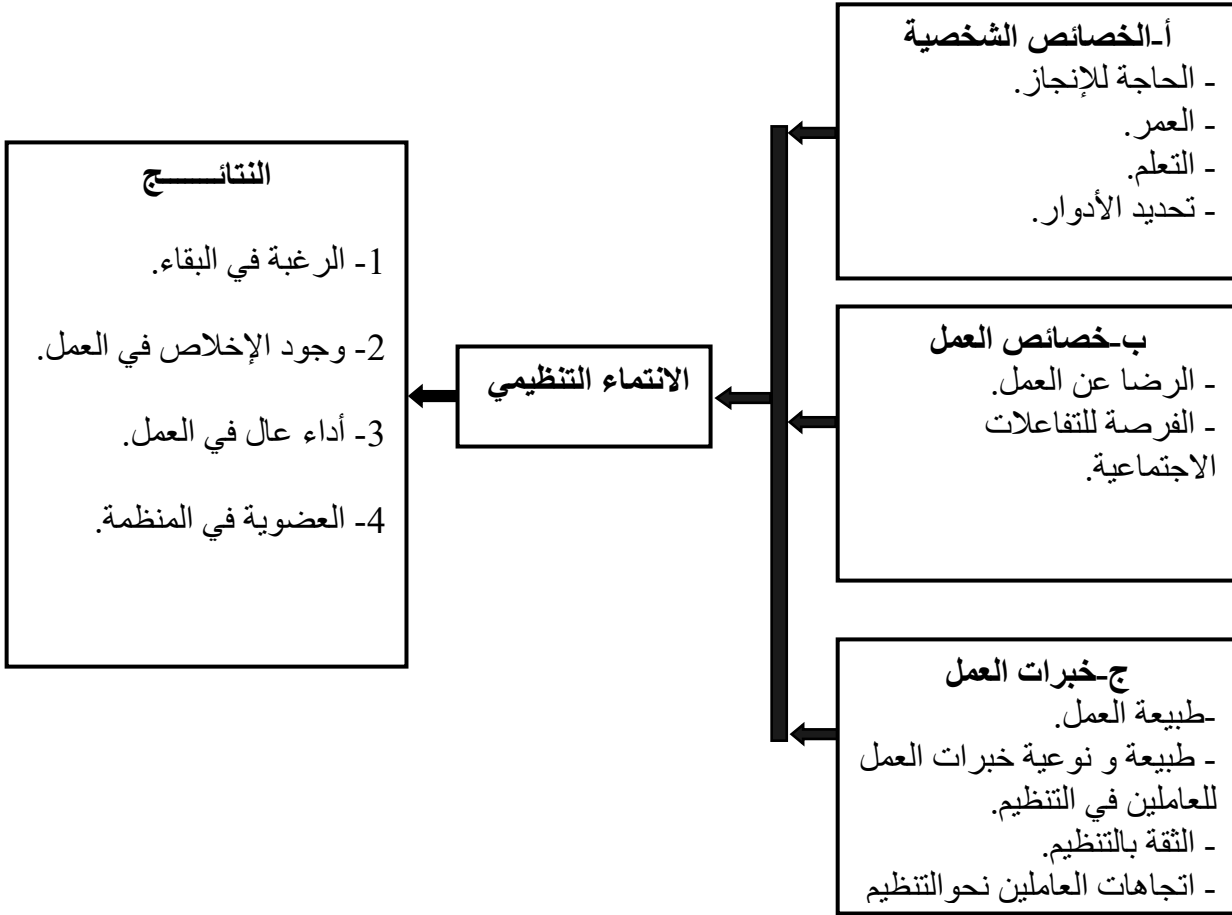 أ-الخصائص الشخصية
- الحاجة للإنجاز.
- العمر.
- التعلم.
- تحديد الأدوار.
ب-خصائص العمل
- الرضا عن العمل.
- الفرصة للتفاعلات
الاجتماعية.
ج-خبرات العمل
-طبيعة العمل.
- طبيعة و نوعية خبرات العمل
للعاملين في التنظيم.
- الثقة بالتنظيم.
- اتجاهات العاملين نحوالتنظيم
الانتماء التنظيمي
النتائـــــــج
1- الرغبة في البقاء.
2- وجود الإخلاص في العمل.
3- أداء عال في العمل.
4- العضوية في المنظمة.